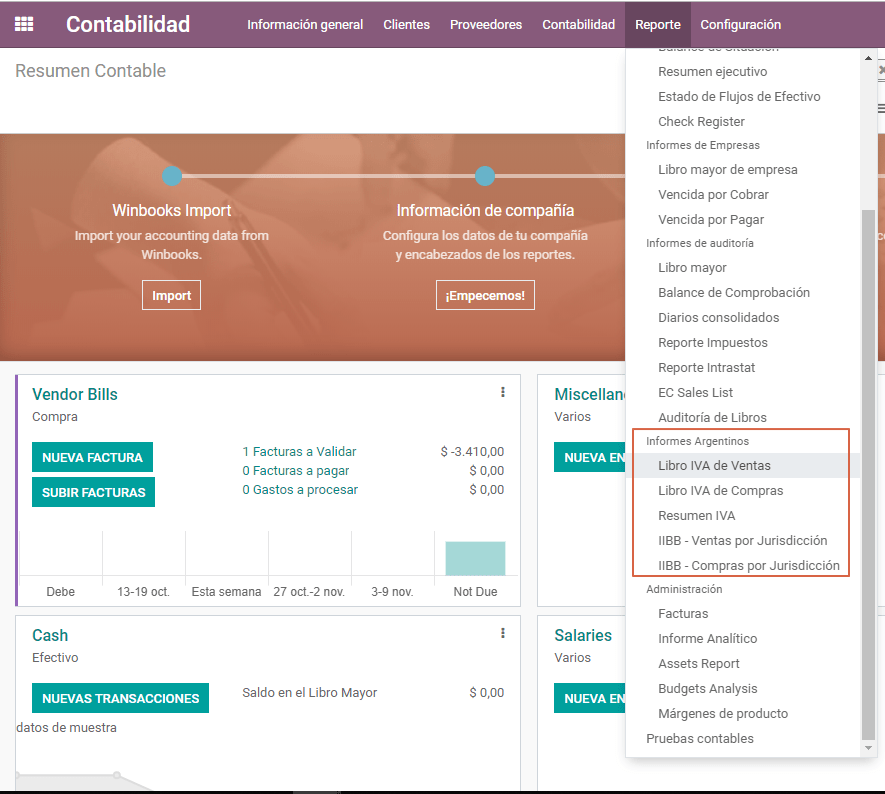 Contabilidad
Información general
Clientes
Proveedores
Contabilidad
Reporte
Configuración
Resumen Contable
Balance de Situación
Resumen ejecutivo
Estado de Flujos de Efectivo
Check Register
Informes de Empresas
Libro mayor de empresa
Vencida por Cobrar
Vencida por Pagar
Informes de auditoría
Libro mayor
Balance de Comprobación
Diarios consolidados
Reporte Impuestos
Reporte Intrastat
EC Sales List
Auditoría de Libros
Informes Argentinos
Libro IVA de Ventas
Libro IVA de Compras
Resumen IVA
IIBB - Ventas por Jurisdicción
IIBB - Compras por Jurisdicción
Administración
Facturas
Informe Analítico
Assets Report
Budgets Analysis
Márgenes de producto
Pruebas contables
Winbooks Import
Import your accounting data from
Winbooks.
Import
Información de compañía
Configura los datos de tu compañía
y encabezados de los reportes.
¡Empecemos!
Vendor Bills
Compra
NUEVA FACTURA
SUBIR FACTURAS
1 Facturas a Validar $ -3.410,00
0 Facturas a pagar $ 0,00
0 Gastos a procesar $ 0,00
Debe 13-19 oct. Esta semana 27 oct.-2 nov. 3-9 nov. Not Due
Miscellan
Varios
NUEVA EN
Cash
Efectivo
NUEVAS TRANSACCIONES
Saldo en el Libro Mayor $ 0,00
datos de muestra
Salaries
Varios
NUEVA EN